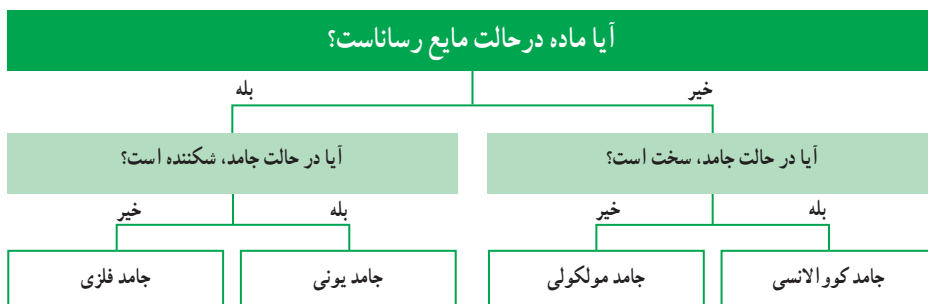 آیا ماده درحالت مایع رساناست؟
خیر
بله
آیا در حالت جامد، سخت است؟
آیا در حالت جامد، شکننده است؟
بله
خیر
بله
خیر
جامد کووالانسی
جامد مولکولی
جامد یونی
جامد فلزی